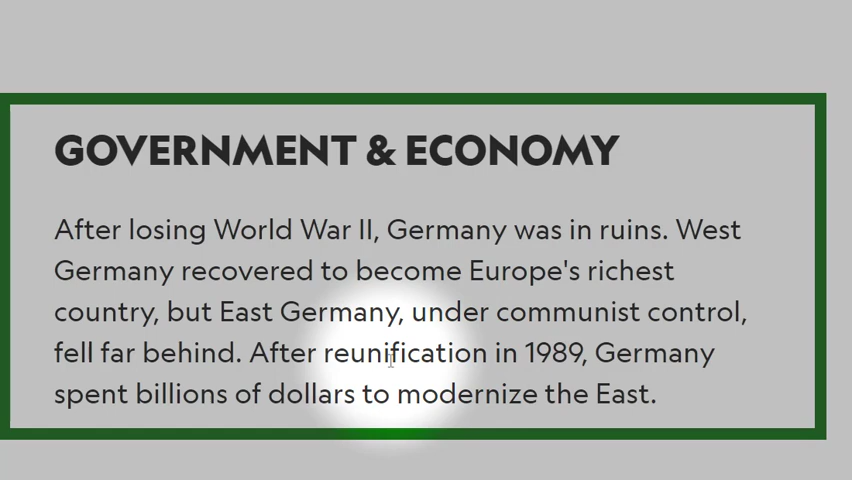 GOVERNMENT & ECONOMY
After losing World War II, Germany was in ruins. West
Germany recovered to become Europe's richest
country, but East Germany, under communist control,
fell far behind. After reunification in 1989, Germany
spent billions of dollars to modernize the East.